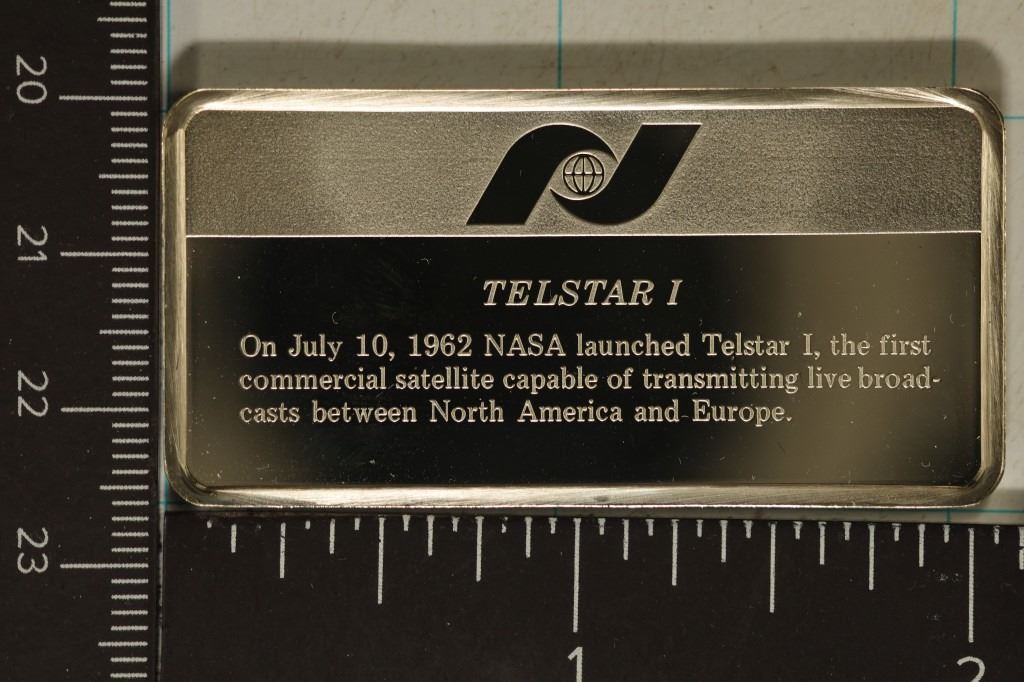 20
21
22
23
TELSTAR I
On July 10, 1962 NASA launched Telstar I, the first
commercial satellite capable of transmitting live broad-
casts between North America and Europe.
1
2